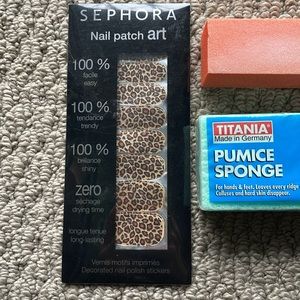 SEPHORA
Nail patch art
100 %
facile
easy
100 %
tendance
trendy
100 %
brillance
shiny
zero
séchage
drying time
longue tenue
long-lasting
Vernis motifs imprimés
Decorated nail polish stickers
TITANIA®
Made in Germany
PUMICE
SPONGE
For hands & feet. Leaves every ridge
Calluses and hard skin disappear.